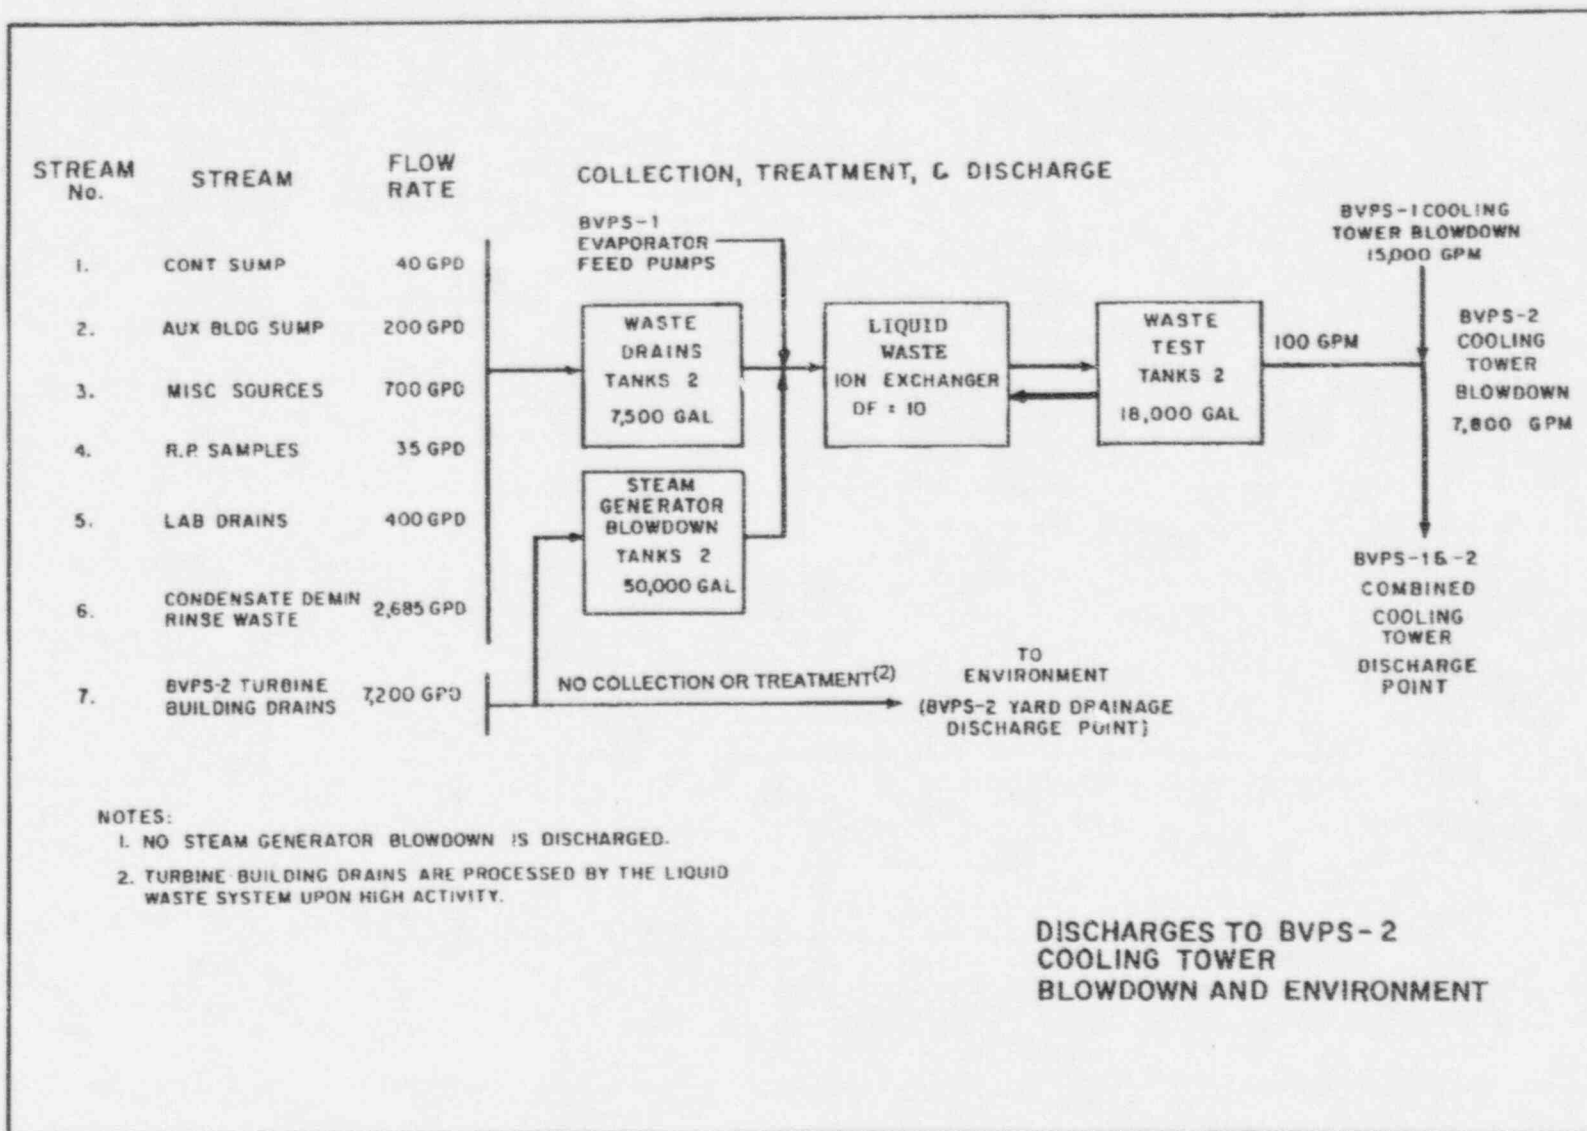 STREAM No.
STREAM
FLOW RATE
COLLECTION, TREATMENT, & DISCHARGE
1. CONT SUMP 40 GPD
2. AUX BLDG SUMP 200 GPD
3. MISC SOURCES 700 GPD
4. R.P. SAMPLES 35 GPD
5. LAB DRAINS 400 GPD
6. CONDENSATE DEMIN
RINSE WASTE 2,685 GPD
7. BVPS-2 TURBINE
BUILDING DRAINS 7,200 GPD
BVPS-1
EVAPORATOR
FEED PUMPS
WASTE
DRAINS
TANKS 2
7,500 GAL
STEAM
GENERATOR
BLOWDOWN
TANKS 2
50,000 GAL
LIQUID
WASTE
ION EXCHANGER
DF = 10
WASTE
TEST
TANKS 2
18,000 GAL
100 GPM
BVPS-1 COOLING
TOWER BLOWDOWN
15,000 GPM
BVPS-2
COOLING
TOWER
BLOWDOWN
7,800 GPM
BVPS-1 & -2
COMBINED
COOLING
TOWER
DISCHARGE
POINT
NO COLLECTION OR TREATMENT(2)
TO
ENVIRONMENT
(BVPS-2 YARD DRAINAGE
DISCHARGE POINT)
NOTES:
1. NO STEAM GENERATOR BLOWDOWN IS DISCHARGED.
2. TURBINE BUILDING DRAINS ARE PROCESSED BY THE LIQUID
WASTE SYSTEM UPON HIGH ACTIVITY.
DISCHARGES TO BVPS-2
COOLING TOWER
BLOWDOWN AND ENVIRONMENT